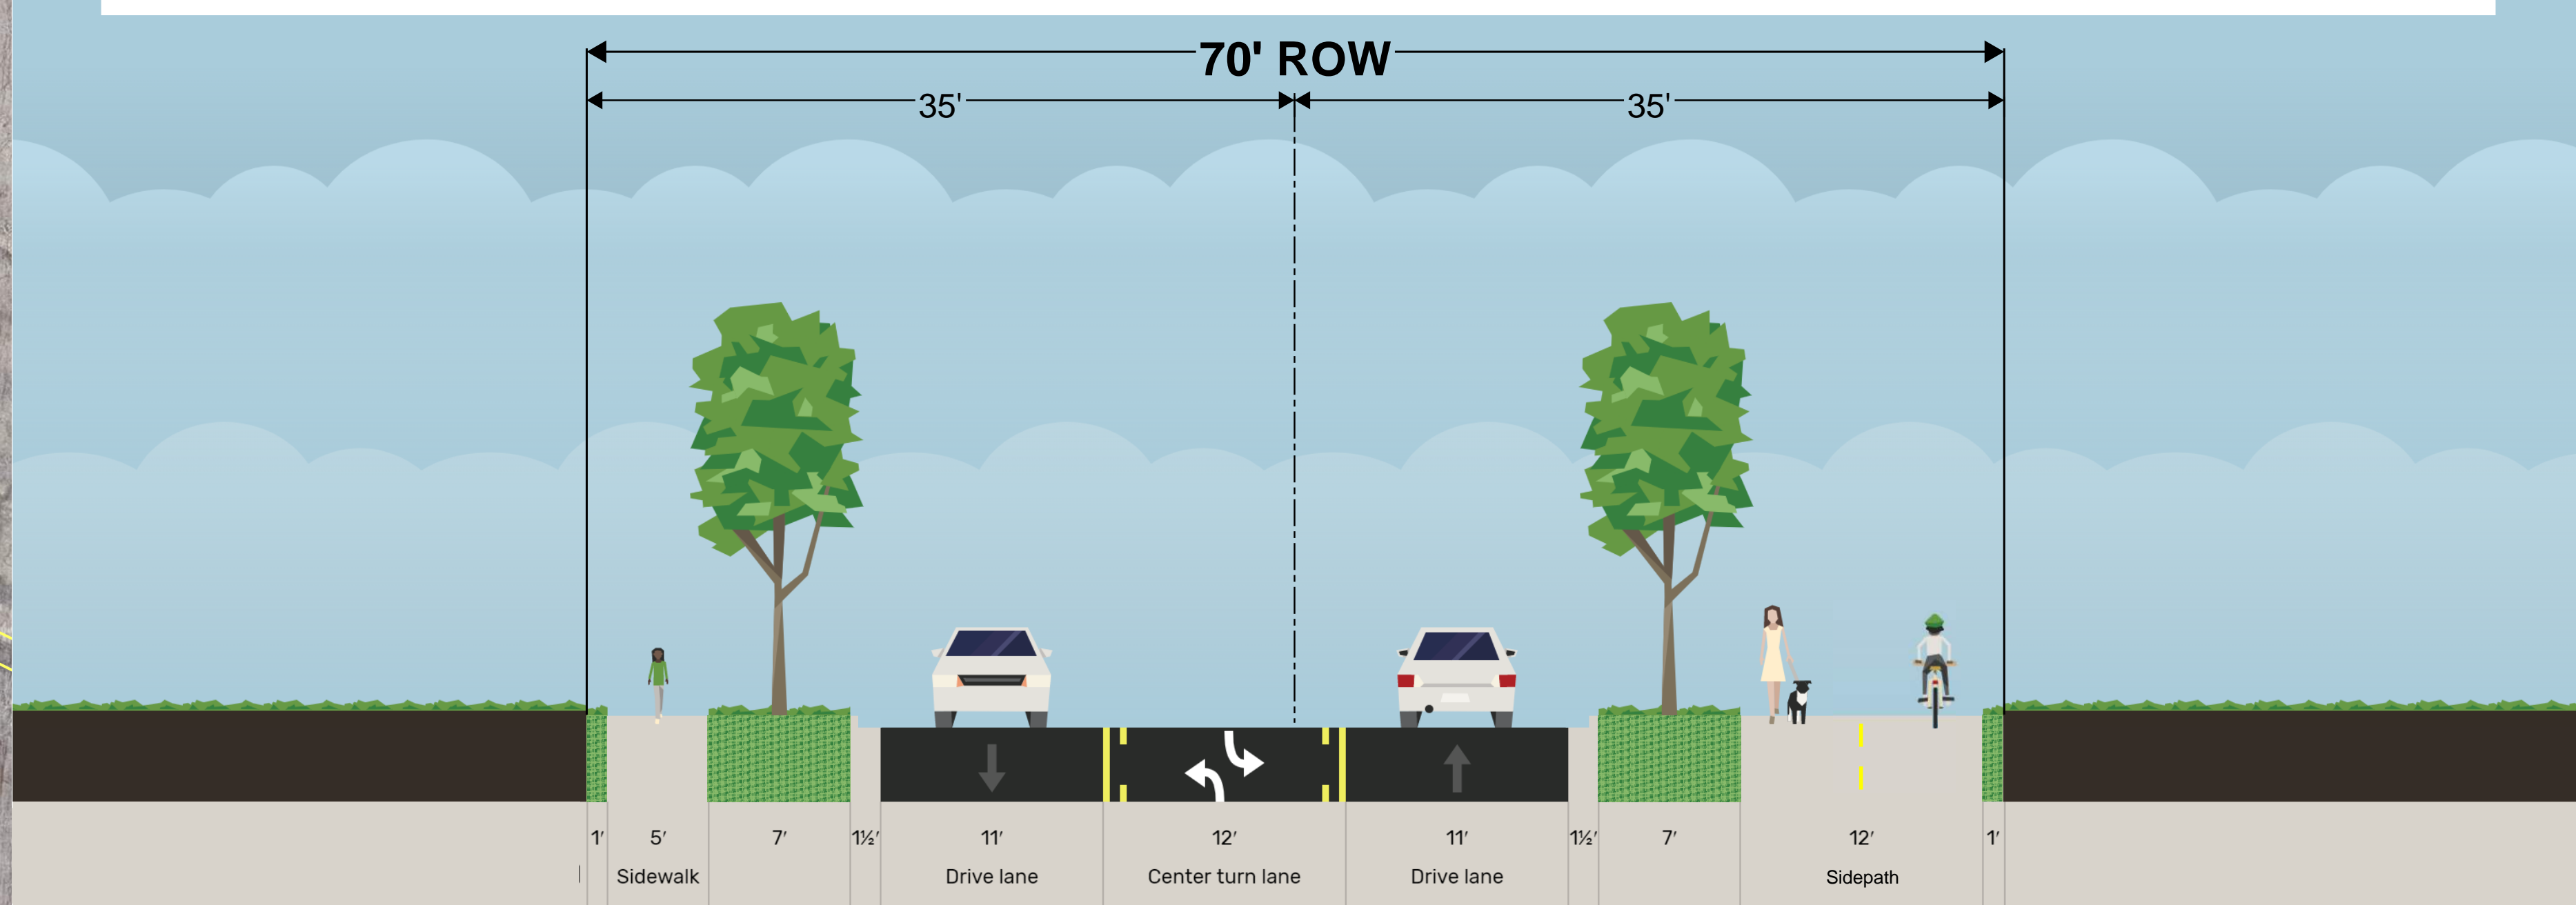 70' ROW
35' 35'
1′ 5′ 7′ 1½′ 11′ 12′ 11′ 1½′ 7′ 12′ 1′
Sidewalk Drive lane Center turn lane Drive lane Sidepath